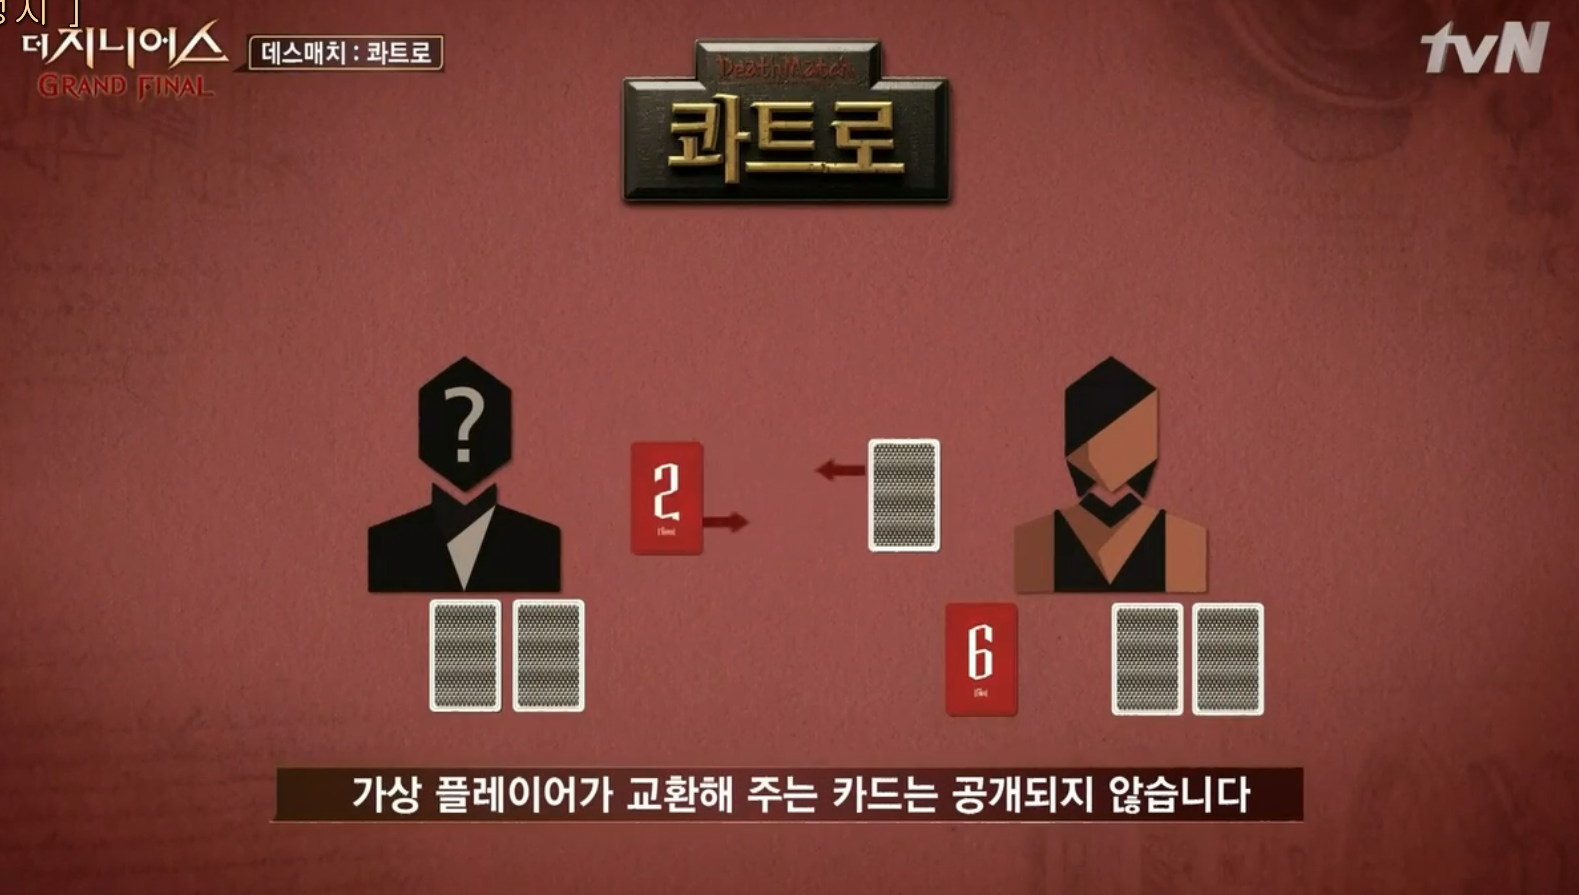 시 ]
더 지니어스
GRAND FINAL
데스매치 : 콰트로
tvN
DeathMatch
콰트로
?
2
6
가상 플레이어가 교환해 주는 카드는 공개되지 않습니다